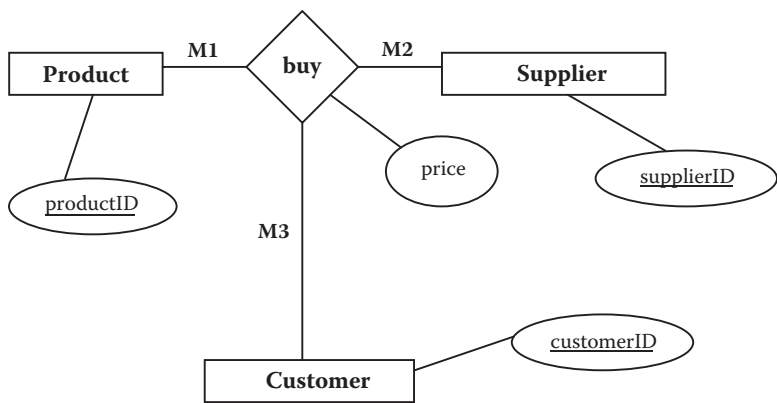 M1
M2
Product
buy
Supplier
price
supplierID
productID
M3
customerID
Customer